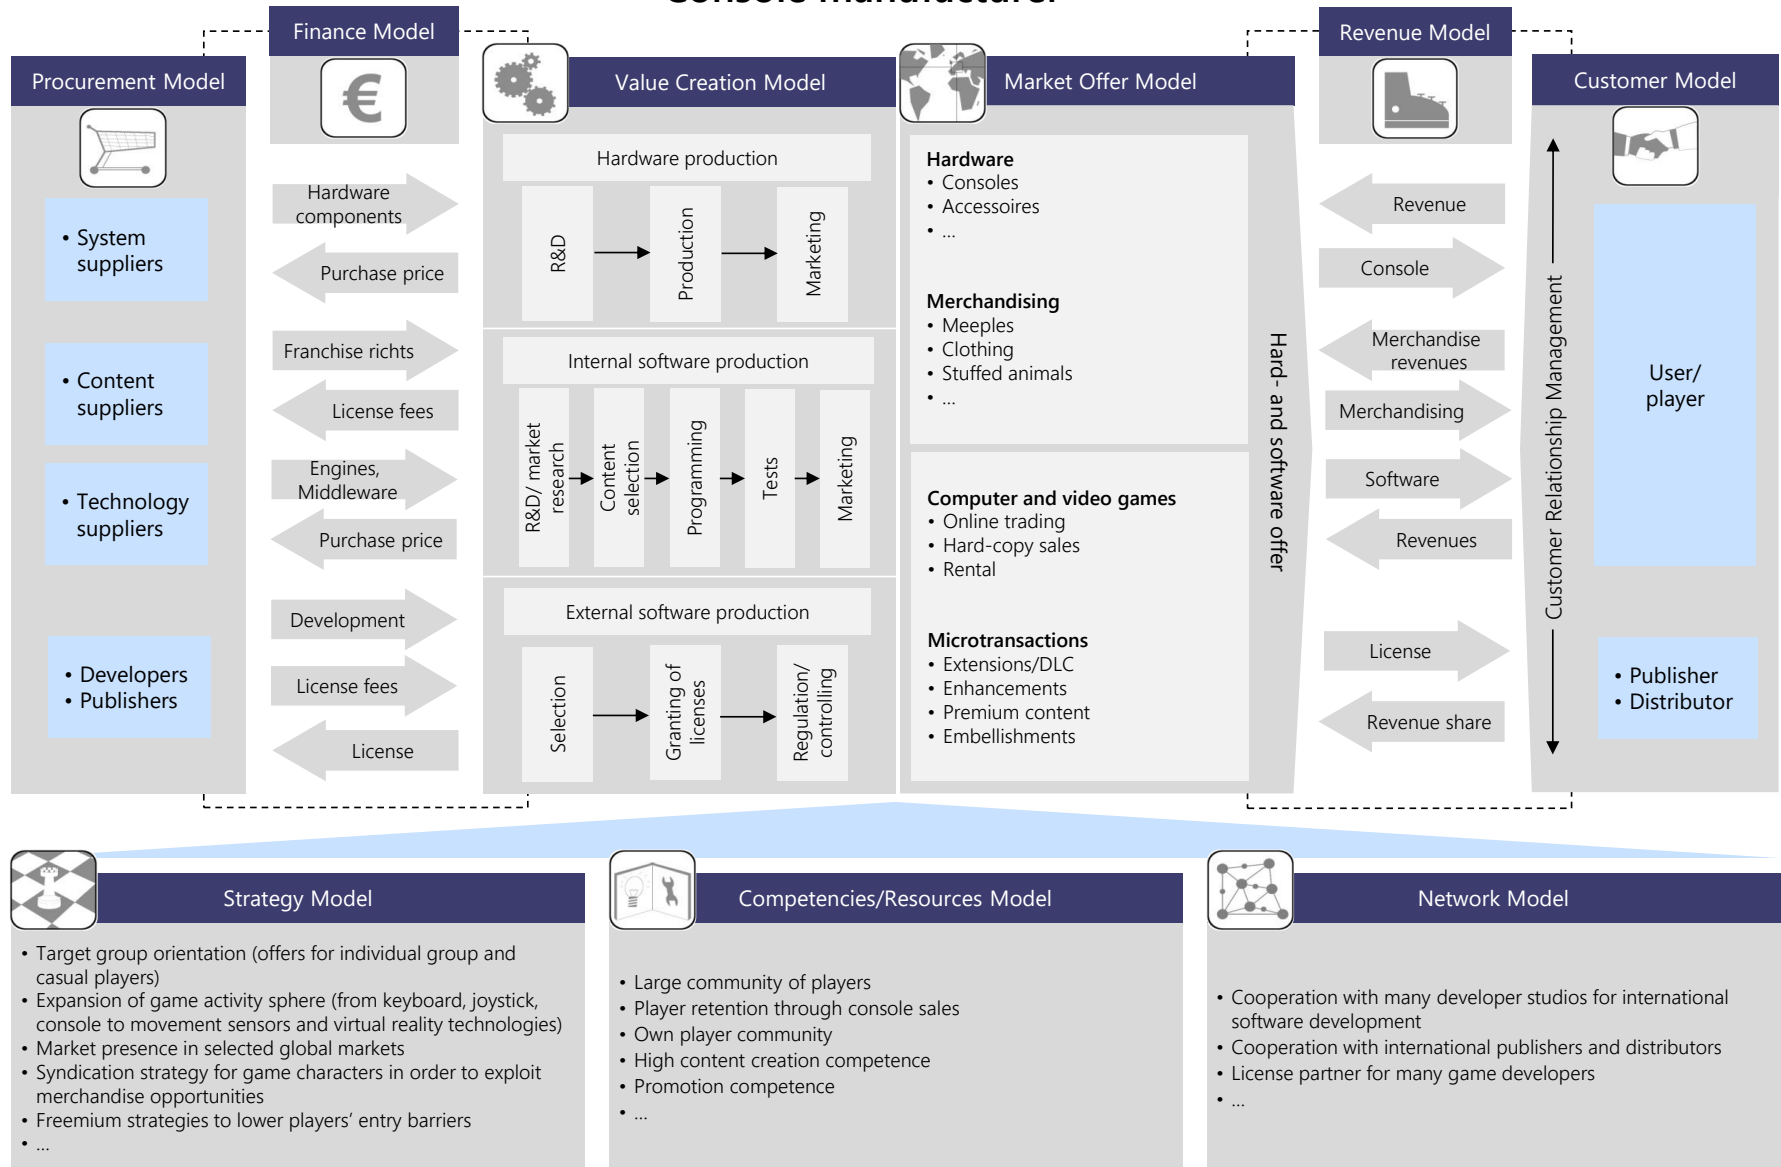 Console manufacturer
Finance Model
Revenue Model
Procurement Model
Value Creation Model
Market Offer Model
Customer Model
€
• System
suppliers
• Content
suppliers
• Technology
suppliers
• Developers
• Publishers
Hardware
components
Purchase price
Franchise richts
License fees
Engines,
Middleware
Purchase price
Development
License fees
License
Hardware production
R&D
Production
Marketing
Internal software production
R&D/ market
research
Content
selection
Programming
Tests
Marketing
External software production
Selection
Granting of
licenses
Regulation/
controlling
Hardware
• Consoles
• Accessoires
• ...
Merchandising
• Meeples
• Clothing
• Stuffed animals
• ...
Computer and video games
• Online trading
• Hard-copy sales
• Rental
Microtransactions
• Extensions/DLC
• Enhancements
• Premium content
• Embellishments
Hard- and software offer
Revenue
Console
Merchandise
revenues
Merchandising
Software
Revenues
License
Revenue share
Customer Relationship Management
User/
player
• Publisher
• Distributor
Strategy Model
• Target group orientation (offers for individual group and
casual players)
• Expansion of game activity sphere (from keyboard, joystick,
console to movement sensors and virtual reality technologies)
• Market presence in selected global markets
• Syndication strategy for game characters in order to exploit
merchandise opportunities
• Freemium strategies to lower players’ entry barriers
• ...
Competencies/Resources Model
• Large community of players
• Player retention through console sales
• Own player community
• High content creation competence
• Promotion competence
• ...
Network Model
• Cooperation with many developer studios for international
software development
• Cooperation with international publishers and distributors
• License partner for many game developers
• ...